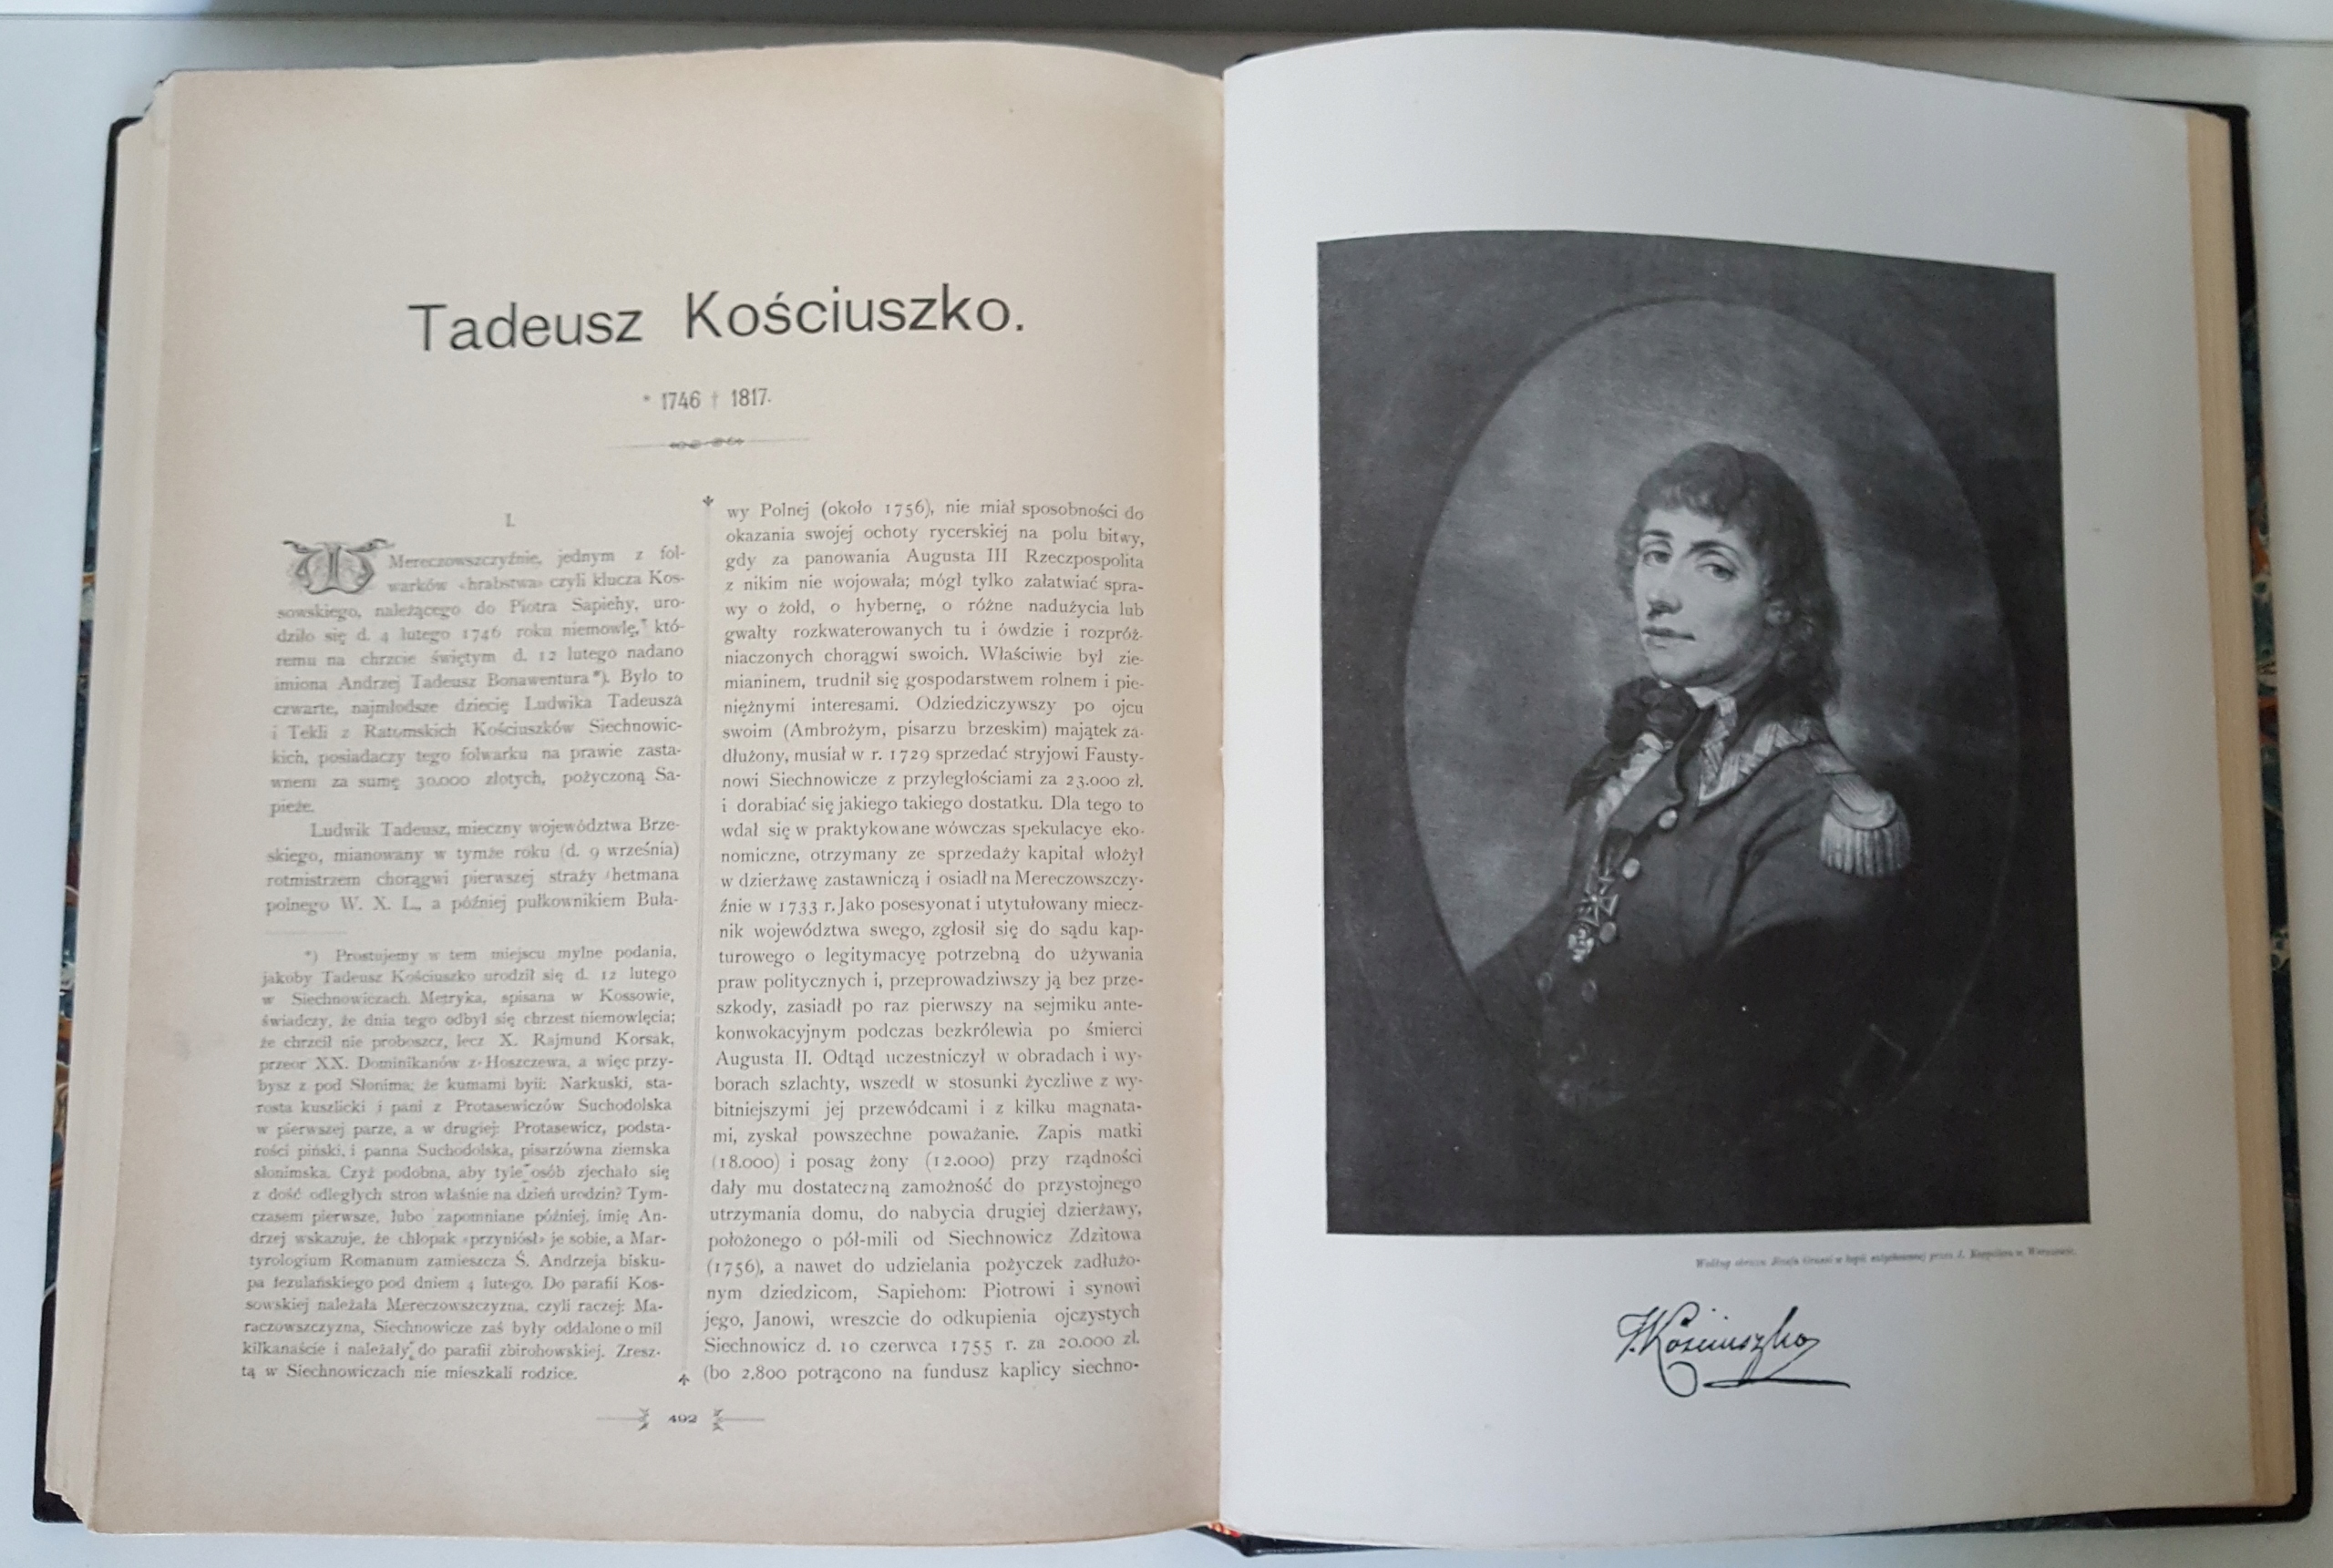 Tadeusz Kościuszko.
* 1746 † 1817.
I.
W Mereczowszczyźnie, jednym z fol-
warków «hrabstwa» czyli klucza Kos-
sowskiego, należącego do Piotra Sapiehy, uro-
dziło się d. 4 lutego 1746 roku niemowlę, któ-
remu na chrzcie świętym d. 12 lutego nadano
imiona Andrzej Tadeusz Bonawentura*). Było to
czwarte, najmłodsze dziecię Ludwika Tadeusza
i Tekli z Ratomskich Kościuszków Siechnowic-
kich, posiadaczy tego folwarku na prawie zasta-
wnem za sumę 30.000 złotych, pożyczoną Sa-
pieże.
Ludwik Tadeusz, mieczny województwa Brze-
skiego, mianowany w tymże roku (d. 9 września)
rotmistrzem chorągwi pierwszej straży hetmana
polnego W. X. L., a później pułkownikiem Buła-
*) Prostujemy w tem miejscu mylne podania,
jakoby Tadeusz Kościuszko urodził się d. 12 lutego
w Siechnowiczach. Metryka, spisana w Kossowie,
świadczy, że dnia tego odbył się chrzest niemowlęcia;
że chrzcił nie proboszcz, lecz X. Rajmund Korsak,
przeor XX. Dominikanów z Hoszczewa, a więc przy-
bysz z pod Słonima; że kumami byli: Narkuski, sta-
rosta kuszlicki i pani z Protasewiczów Suchodolska
w pierwszej parze, a w drugiej: Protasewicz, podsta-
rości piński, i panna Suchodolska, pisarzówna ziemska
słonimska. Czyż podobna, aby tyle osób zjechało się
z dość odległych stron właśnie na dzień urodzin? Tym-
czasem pierwsze, lubo zapomniane później, imię An-
drzej wskazuje, że chłopak «przyniósł» je sobie, a Mar-
tyrologium Romanum zamieszcza Ś. Andrzeja bisku-
pa fezulańskiego pod dniem 4 lutego. Do parafii Kos-
sowskiej należała Mereczowszczyzna, czyli raczej: Ma-
raczowszczyzna, Siechnowicze zaś były oddalone o mil
kilkanaście i należały do parafii zbirohowskiej. Zresz-
tą w Siechnowiczach nie mieszkali rodzice.
wy Polnej (około 1756), nie miał sposobności do
okazania swojej ochoty rycerskiej na polu bitwy,
gdy za panowania Augusta III Rzeczpospolita
z nikim nie wojowała; mógł tylko załatwiać spra-
wy o żołd, o hybernę, o różne nadużycia lub
gwałty rozkwaterowanych tu i ówdzie i rozpróż-
niaczonych chorągwi swoich. Właściwie był zie-
mianinem, trudnił się gospodarstwem rolnem i pie-
niężnymi interesami. Odziedziczywszy po ojcu
swoim (Ambrożym, pisarzu brzeskim) majątek za-
dłużony, musiał w r. 1729 sprzedać stryjowi Fausty-
nowi Siechnowicze z przyległościami za 23.000 zł.
i dorabiać się jakiego takiego dostatku. Dla tego to
wdał się w praktykowane wówczas spekulacye eko-
nomiczne, otrzymany ze sprzedaży kapitał włożył
w dzierżawę zastawniczą i osiadł na Mereczowszczy-
źnie w 1733 r. Jako posesyonat i utytułowany miecz-
nik województwa swego, zgłosił się do sądu kap-
turowego o legitymacyę potrzebną do używania
praw politycznych i, przeprowadziwszy ją bez prze-
szkody, zasiadł po raz pierwszy na sejmiku ante-
konwokacyjnym podczas bezkrólewia po śmierci
Augusta II. Odtąd uczestniczył w obradach i wy-
borach szlachty, wszedł w stosunki życzliwe z wy-
bitniejszymi jej przewódcami i z kilku magnata-
mi, zyskał powszechne poważanie. Zapis matki
(18.000) i posag żony (12.000) przy rządności
dały mu dostateczną zamożność do przystojnego
utrzymania domu, do nabycia drugiej dzierżawy,
położonego o pół-mili od Siechnowicz Zdzitowa
(1756), a nawet do udzielania pożyczek zadłużo-
nym dziedzicom, Sapiehom: Piotrowi i synowi
jego, Janowi, wreszcie do odkupienia ojczystych
Siechnowicz d. 10 czerwca 1755 r. za 20.000 zł.
(bo 2.800 potrącono na fundusz kaplicy siechno-
492
Według obrazu Józefa Grassi w kopii
w Warszawie.
T. Kościuszko